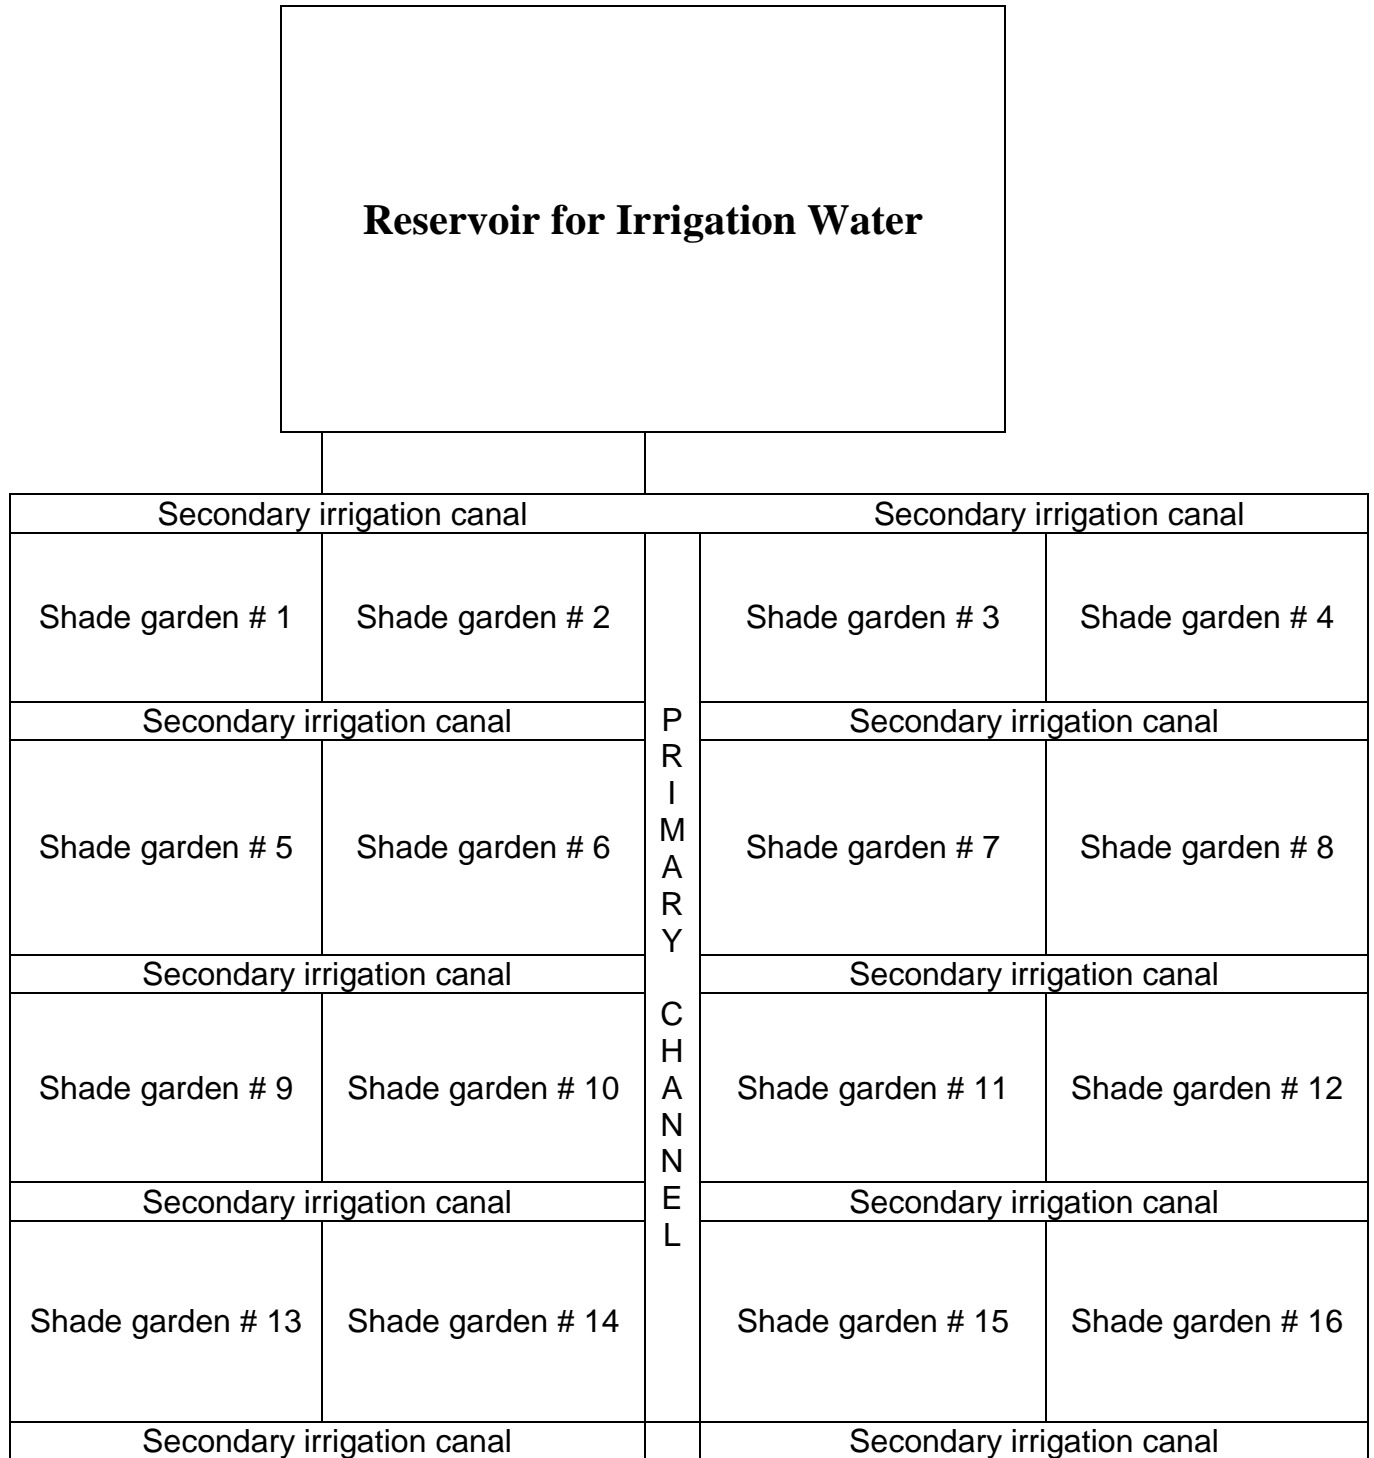 Reservoir for Irrigation Water
Secondary irrigation canal
Secondary irrigation canal
Shade garden # 1
Shade garden # 2
Shade garden # 3
Shade garden # 4
Secondary irrigation canal
PRIMARY CHANNEL
Secondary irrigation canal
Shade garden # 5
Shade garden # 6
Shade garden # 7
Shade garden # 8
Secondary irrigation canal
Secondary irrigation canal
Shade garden # 9
Shade garden # 10
Shade garden # 11
Shade garden # 12
Secondary irrigation canal
Secondary irrigation canal
Shade garden # 13
Shade garden # 14
Shade garden # 15
Shade garden # 16
Secondary irrigation canal
Secondary irrigation canal